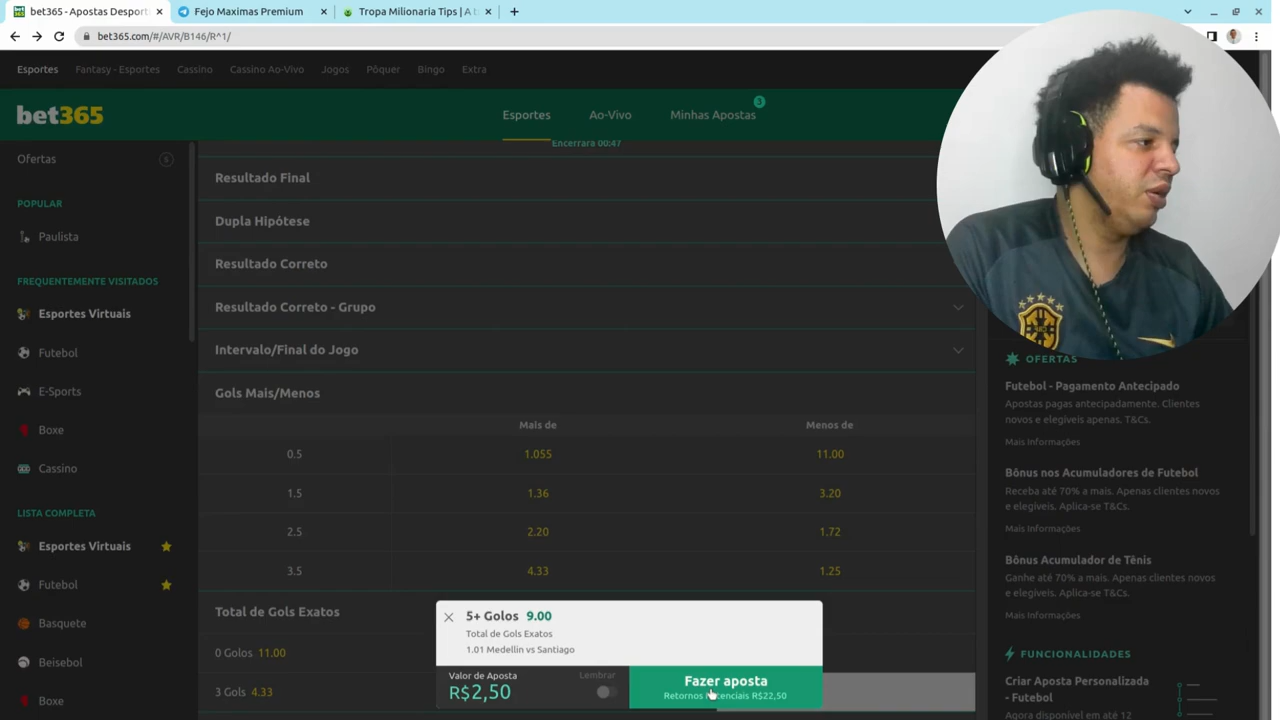 bet365 - Apostas Desport
Fejo Maximas Premium
Tropa Milionaria Tips | A t
bet365.com/#/AVR/B146/R^1/
Esportes
Fantasy - Esportes
Cassino
Cassino Ao-Vivo
Jogos
Pôquer
Bingo
Extra
bet365
Esportes
Ao-Vivo
Minhas Apostas
3
Ofertas
5
POPULAR
Paulista
FREQUENTEMENTE VISITADOS
Esportes Virtuais
Futebol
E-Sports
Boxe
Cassino
LISTA COMPLETA
Esportes Virtuais
Futebol
Basquete
Beisebol
Boxe
Encerrara 00:47
Resultado Final
Dupla Hipótese
Resultado Correto
Resultado Correto - Grupo
Intervalo/Final do Jogo
Gols Mais/Menos
Mais de Menos de
0.5 1.055 11.00
1.5 1.36 3.20
2.5 2.20 1.72
3.5 4.33 1.25
Total de Gols Exatos
0 Golos 11.00
3 Gols 4.33
5+ Golos 9.00
Total de Gols Exatos
1.01 Medellin vs Santiago
Valor de Aposta
Lembrar
R$2,50
Fazer aposta
Retornos Potenciais R$22,50
OFERTAS
Futebol - Pagamento Antecipado
Apostas pagas antecipadamente. Clientes
novos e elegíveis apenas. T&Cs.
Mais Informações
Bônus nos Acumuladores de Futebol
Receba até 70% a mais. Apenas clientes novos
e elegíveis. Aplica-se T&Cs.
Mais Informações
Bônus Acumulador de Tênis
Ganhe até 70% a mais. Aplicam-se T&Cs. Apenas
clientes novos e elegíveis.
Mais Informações
FUNCIONALIDADES
Criar Aposta Personalizada
- Futebol
Agora disponível em até 12